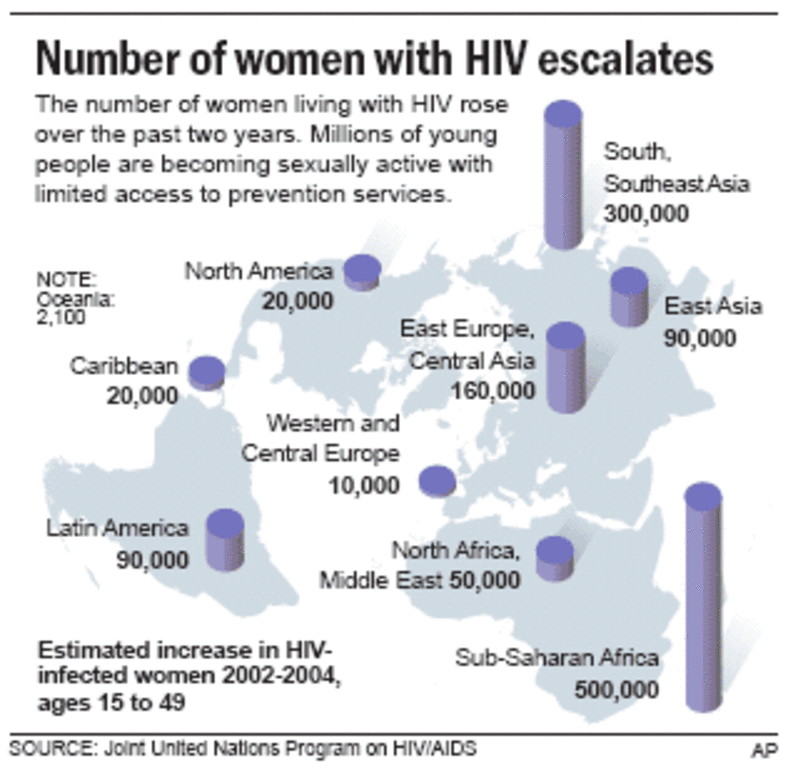 Number of women with HIV escalates
The number of women living with HIV rose
over the past two years. Millions of young
people are becoming sexually active with
limited access to prevention services.
South,
Southeast Asia
300,000
NOTE:
Oceania:
2,100
North America
20,000
East Asia
90,000
East Europe,
Central Asia
160,000
Caribbean
20,000
Western and
Central Europe
10,000
Latin America
90,000
North Africa,
Middle East 50,000
Sub-Saharan Africa
500,000
Estimated increase in HIV-
infected women 2002-2004,
ages 15 to 49
SOURCE: Joint United Nations Program on HIV/AIDS
AP